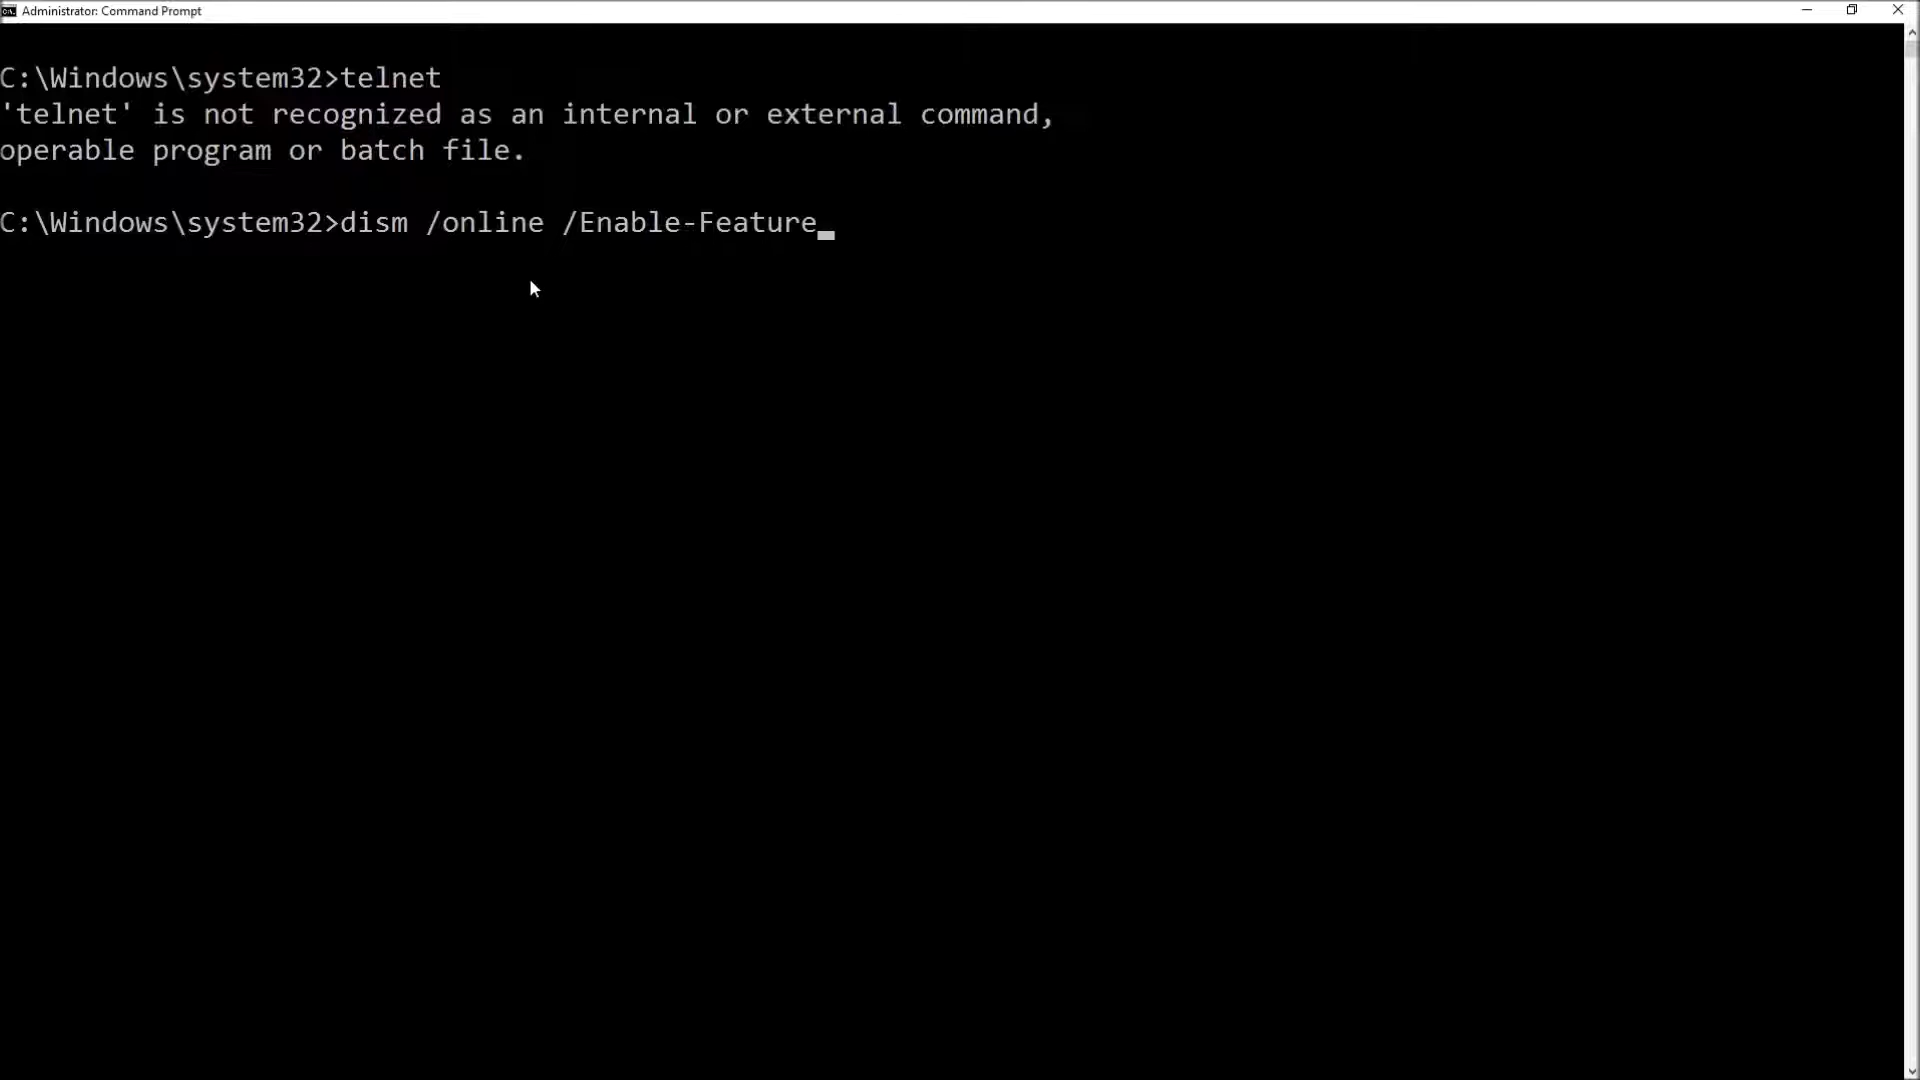 Administrator: Command Prompt
C:\Windows\system32>telnet
'telnet' is not recognized as an internal or external command,
operable program or batch file.
C:\Windows\system32>dism /online /Enable-Feature